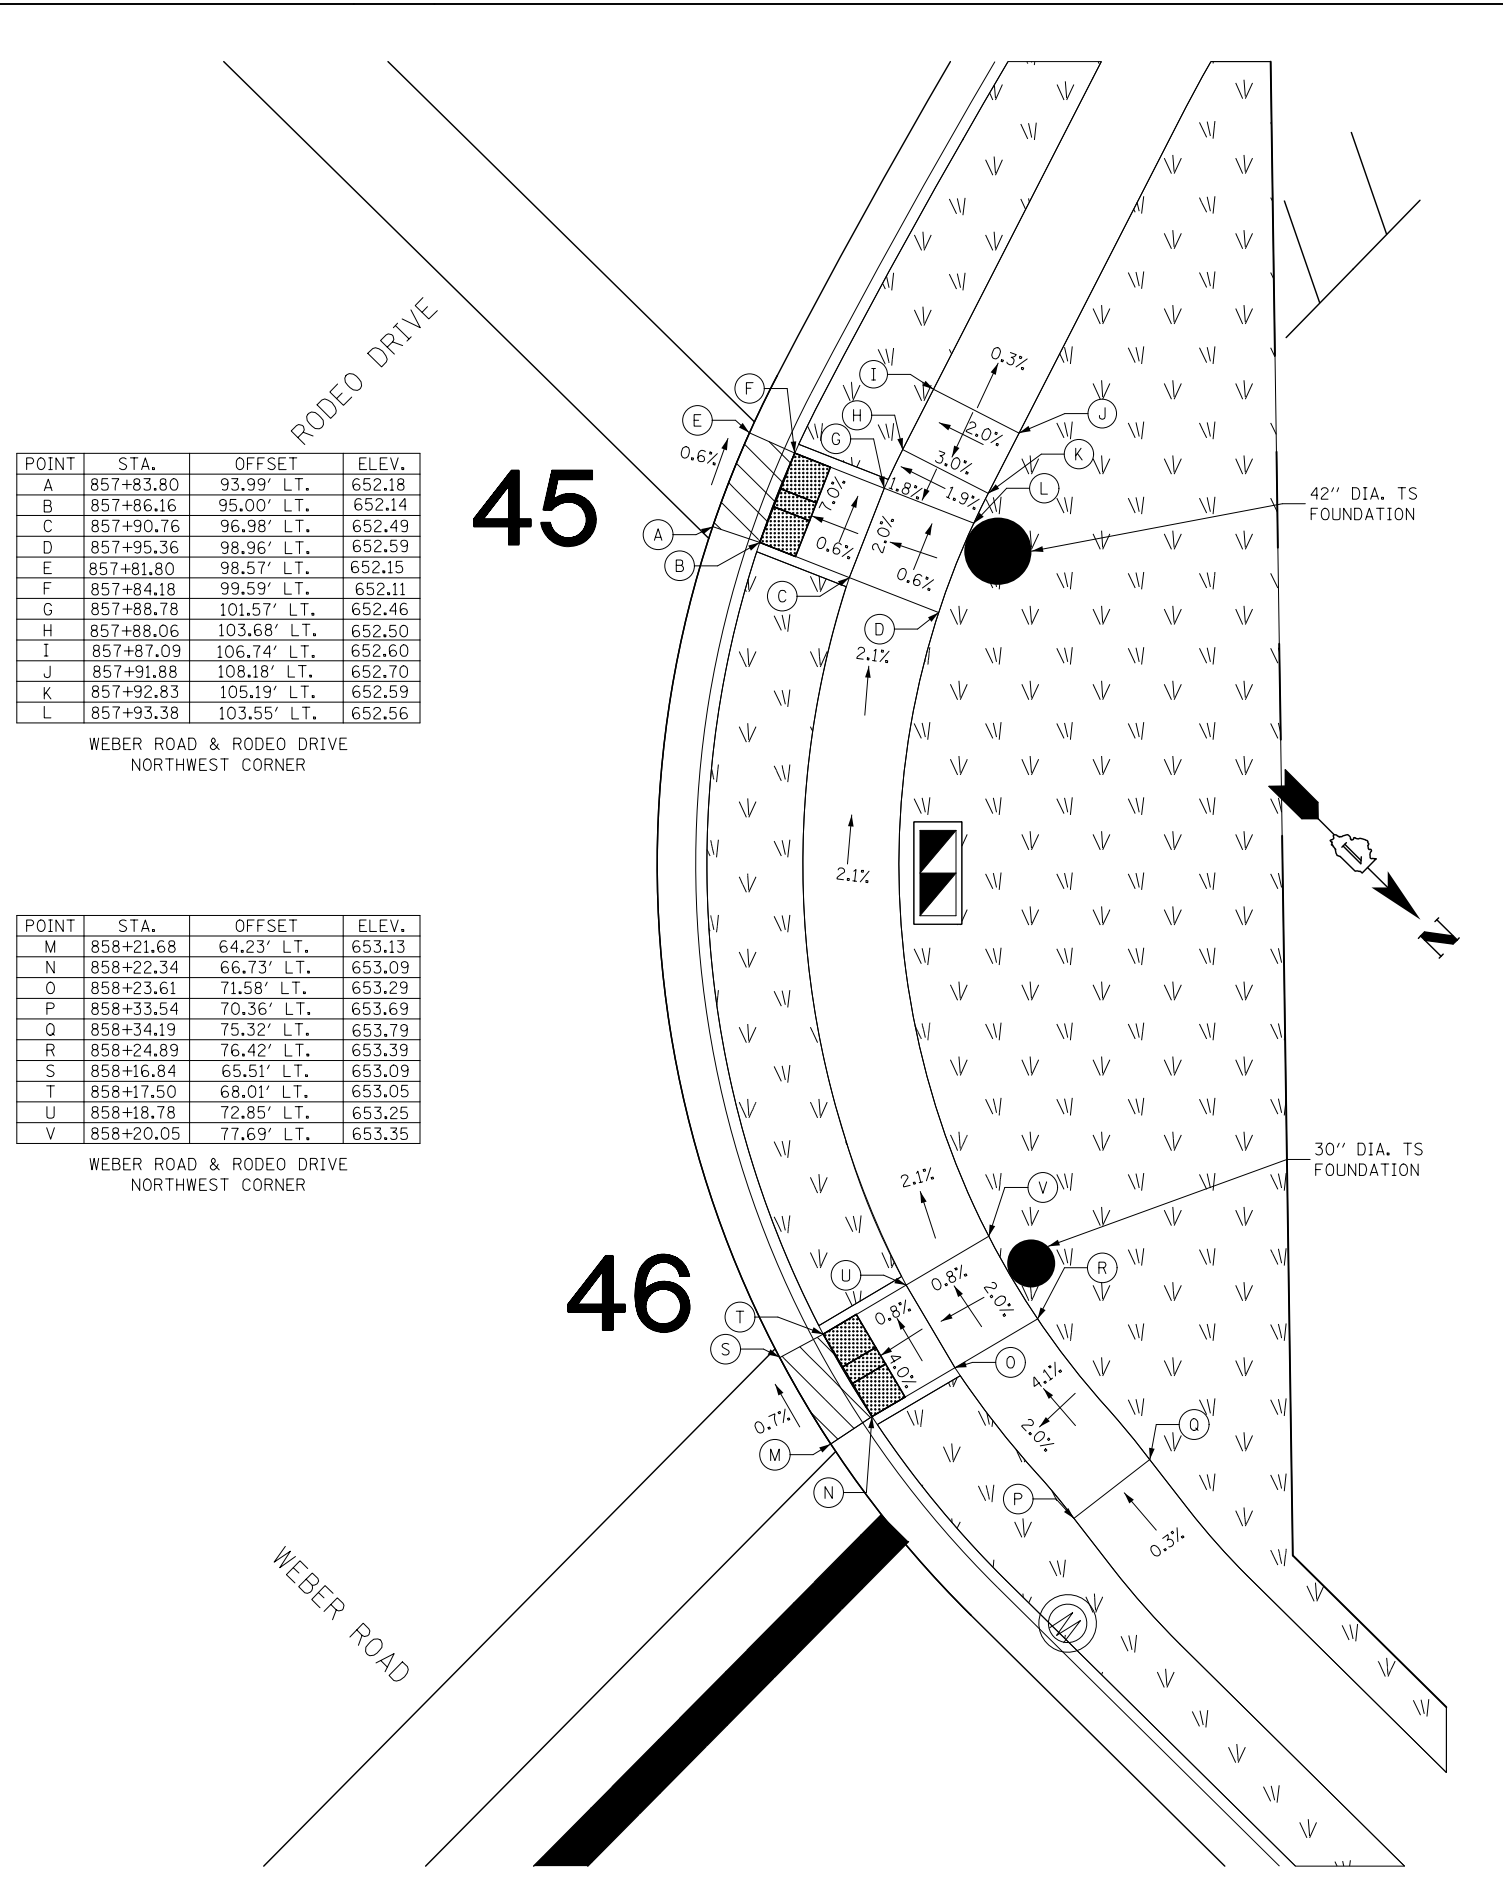 RODEO DRIVE
POINT STA. OFFSET ELEV.
A 857+83.80 93.99' LT. 652.18
B 857+86.16 95.00' LT. 652.14
C 857+90.76 96.98' LT. 652.49
D 857+95.36 98.96' LT. 652.59
E 857+81.80 98.57' LT. 652.15
F 857+84.18 99.59' LT. 652.11
G 857+88.78 101.57' LT. 652.46
H 857+88.06 103.68' LT. 652.50
I 857+87.09 106.74' LT. 652.60
J 857+91.88 108.18' LT. 652.70
K 857+92.83 105.19' LT. 652.59
L 857+93.38 103.55' LT. 652.56
WEBER ROAD & RODEO DRIVE
NORTHWEST CORNER
45
0.3%
I
F
H
J
E
G
2.0%
0.6%
3.0%
K
1.8%
1.9%
L
7.0%
42'' DIA. TS
FOUNDATION
A
2.0%
0.6%
B
0.6%
C
D
2.1%
2.1%
N
POINT STA. OFFSET ELEV.
M 858+21.68 64.23' LT. 653.13
N 858+22.34 66.73' LT. 653.09
O 858+23.61 71.58' LT. 653.29
P 858+33.54 70.36' LT. 653.69
Q 858+34.19 75.32' LT. 653.79
R 858+24.89 76.42' LT. 653.39
S 858+16.84 65.51' LT. 653.09
T 858+17.50 68.01' LT. 653.05
U 858+18.78 72.85' LT. 653.25
V 858+20.05 77.69' LT. 653.35
WEBER ROAD & RODEO DRIVE
NORTHWEST CORNER
30'' DIA. TS
FOUNDATION
2.1%
V
46
U
R
0.8%
2.0%
0.8%
T
S
4.0%
O
4.1%
0.7%
2.0%
Q
M
N
P
0.3%
WEBER ROAD
W